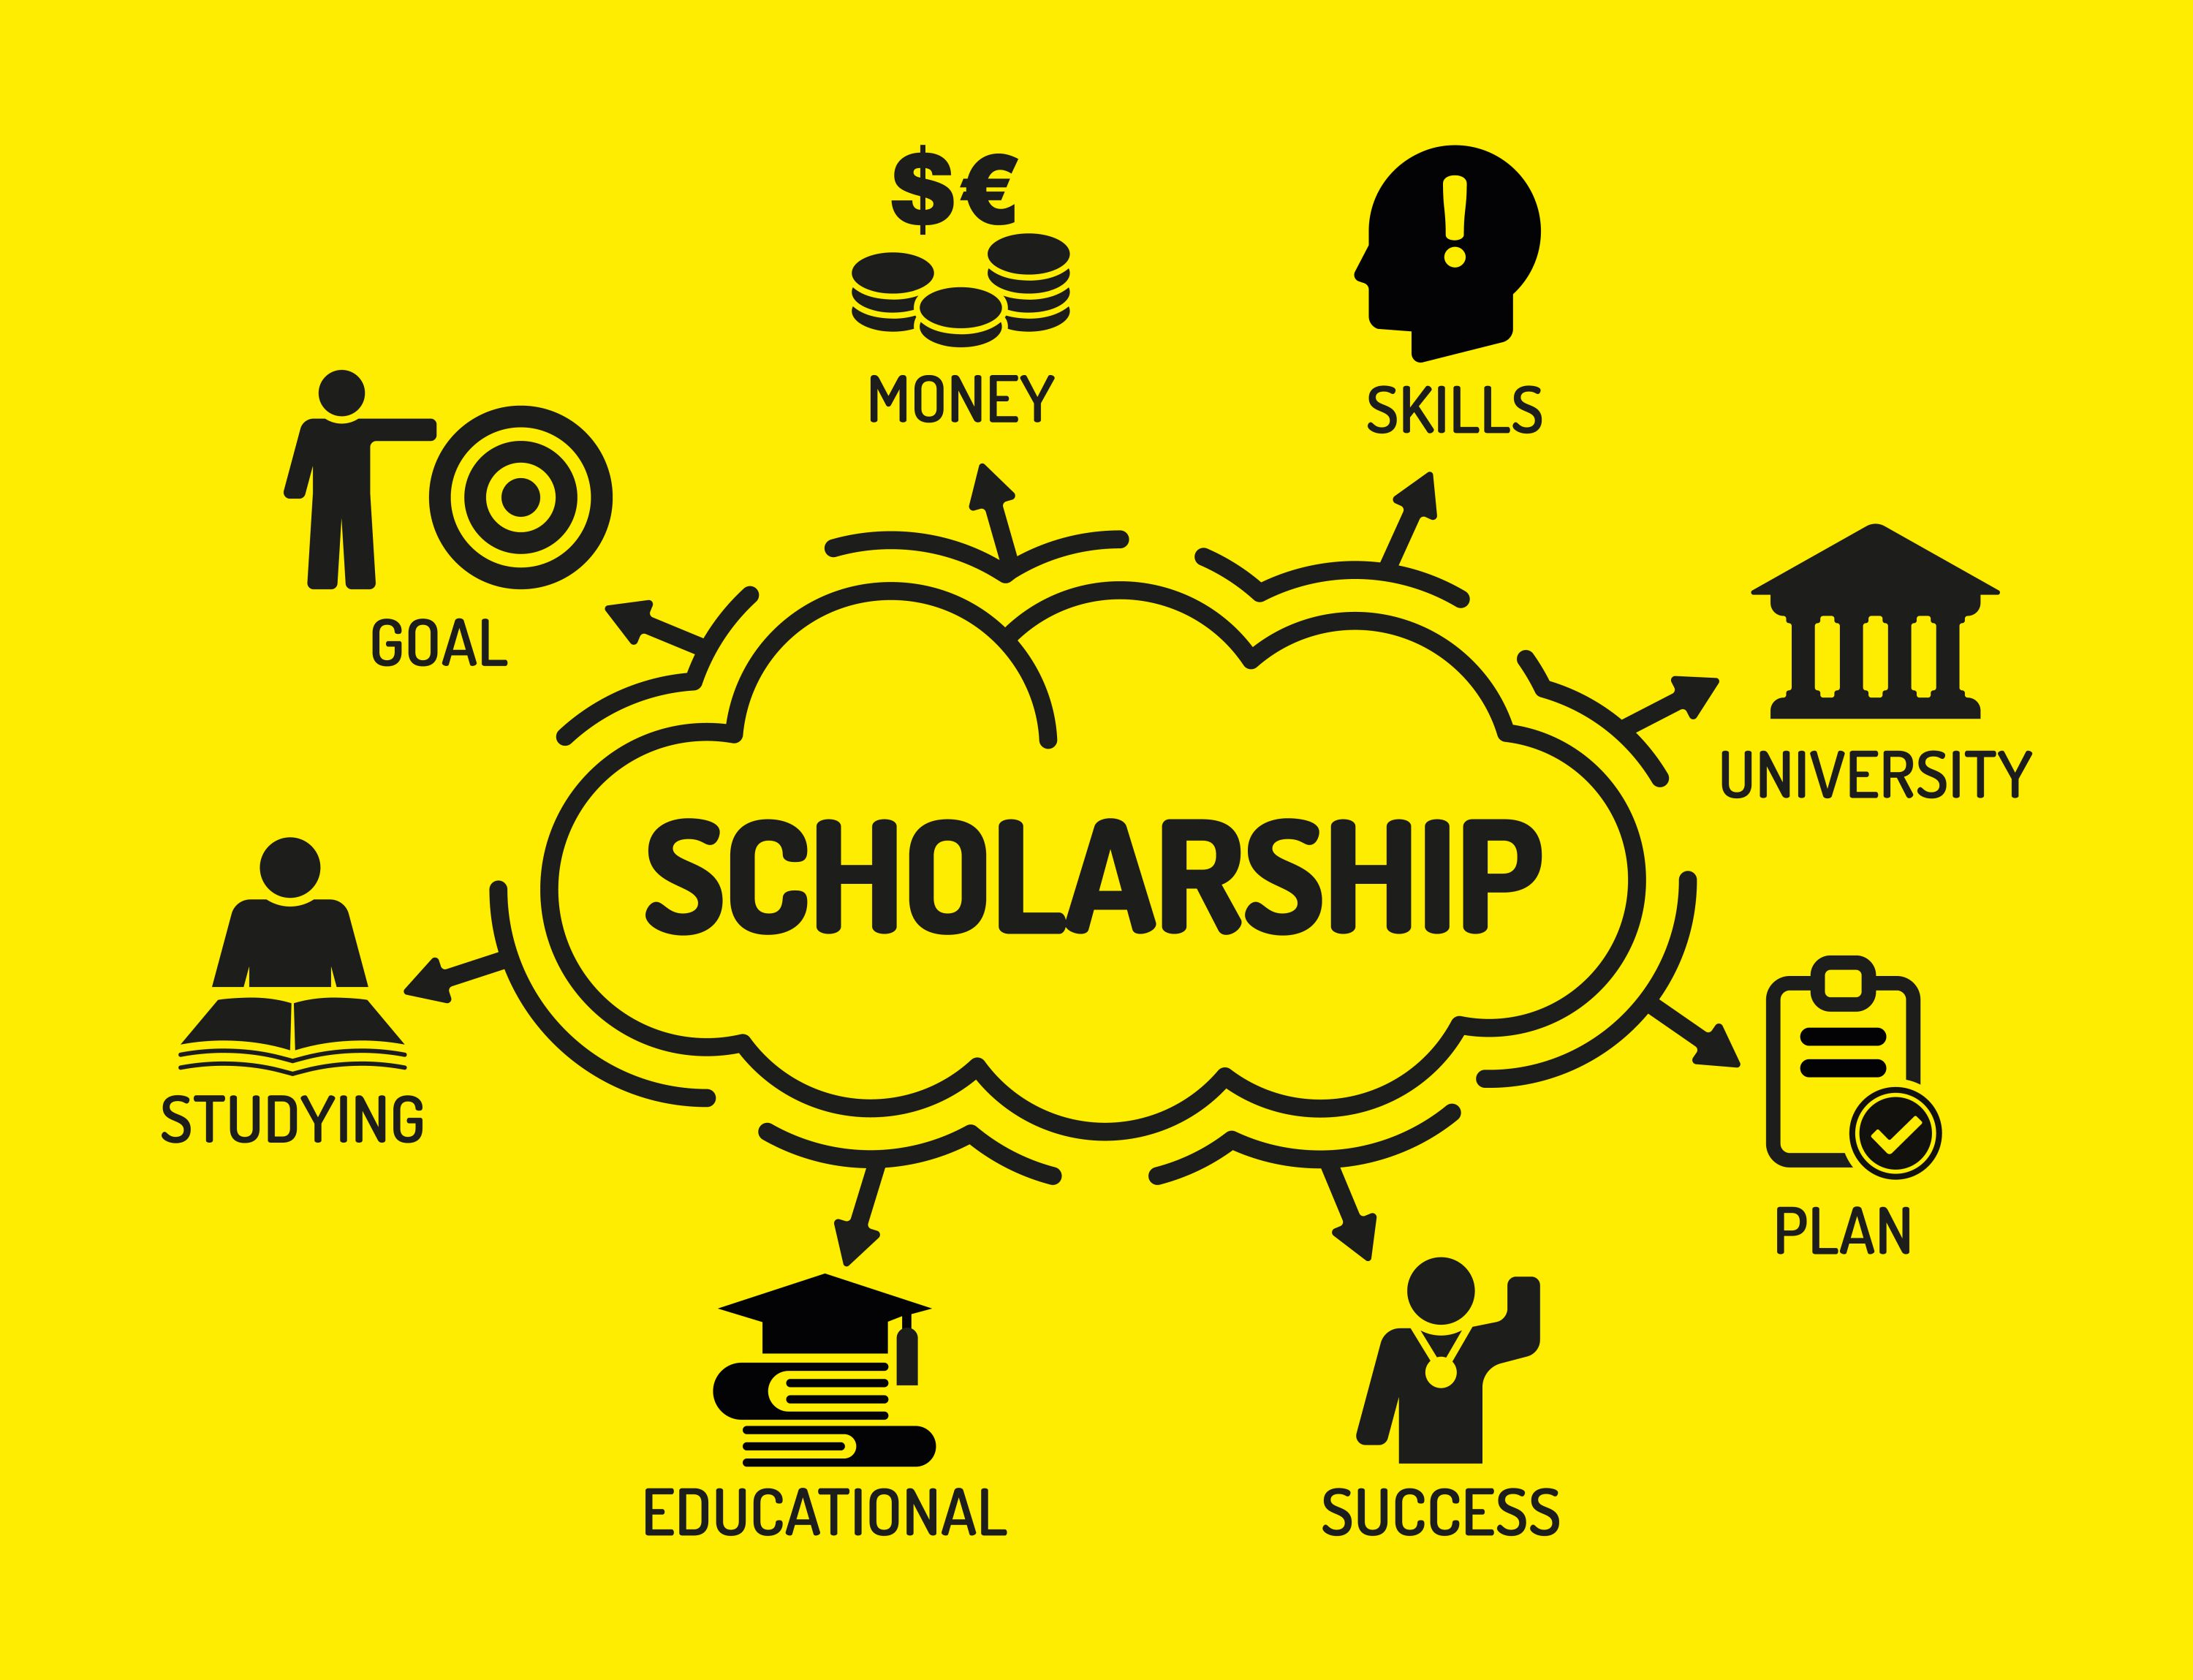 $€
MONEY
!
SKILLS
GOAL
UNIVERSITY
SCHOLARSHIP
STUDYING
PLAN
EDUCATIONAL
SUCCESS